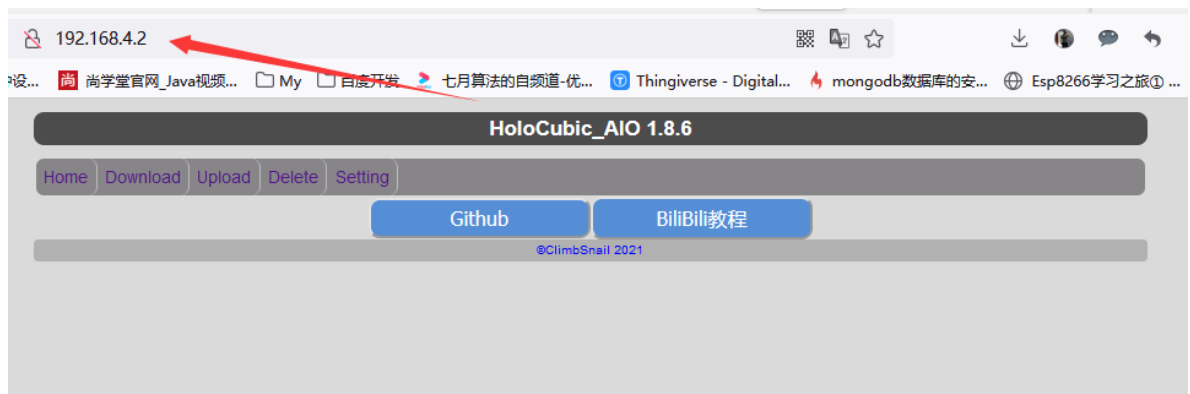 192.168.4.2
设... 尚 尚学堂官网_Java视频... My 百度开发 七月算法的自频道-优... Thingiverse - Digital... mongodb数据库的安... Esp8266学习之旅① ...
HoloCubic_AIO 1.8.6
Home Download Upload Delete Setting
Github BiliBili教程
©ClimbSnail 2021